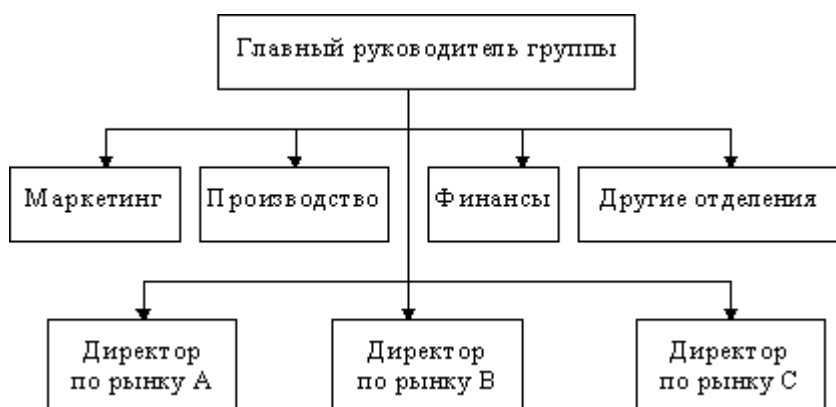 Главный руководитель группы
Маркетинг
Производство
Финансы
Другие отделения
Директор
по рынку А
Директор
по рынку В
Директор
по рынку С